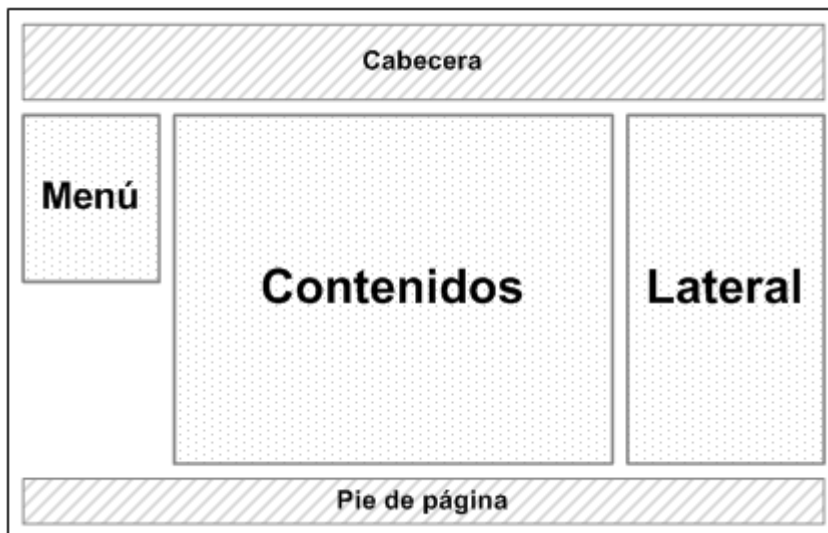 Cabecera
Menú
Contenidos
Lateral
Pie de página